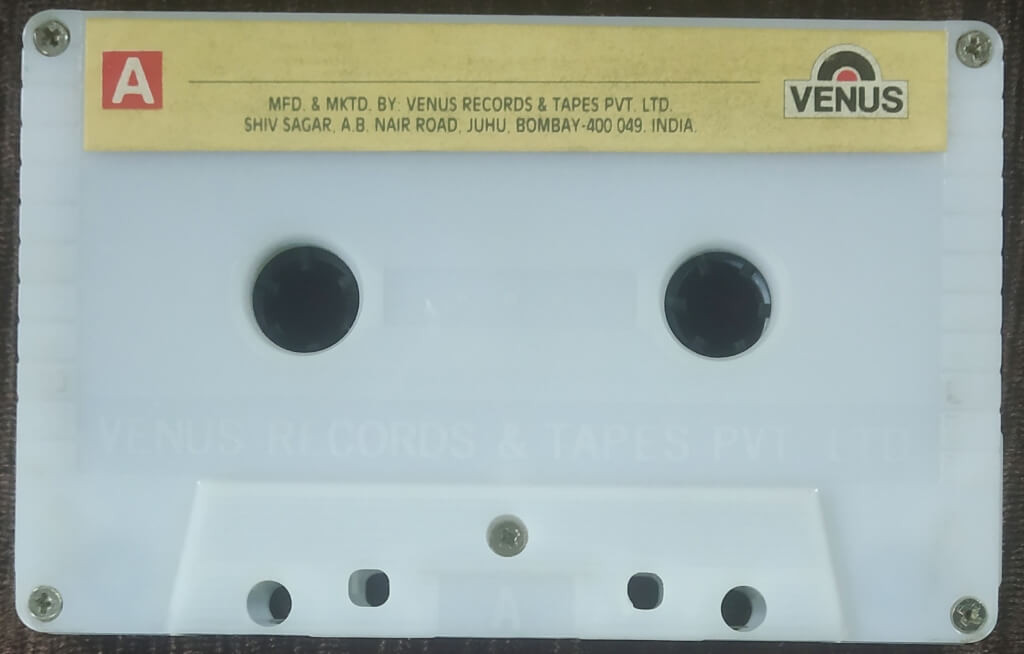 A
MFD. & MKTD. BY: VENUS RECORDS & TAPES PVT. LTD.
SHIV SAGAR, A.B. NAIR ROAD, JUHU, BOMBAY-400 049. INDIA.
VENUS
VENUS RECORDS & TAPES PVT. LTD
A